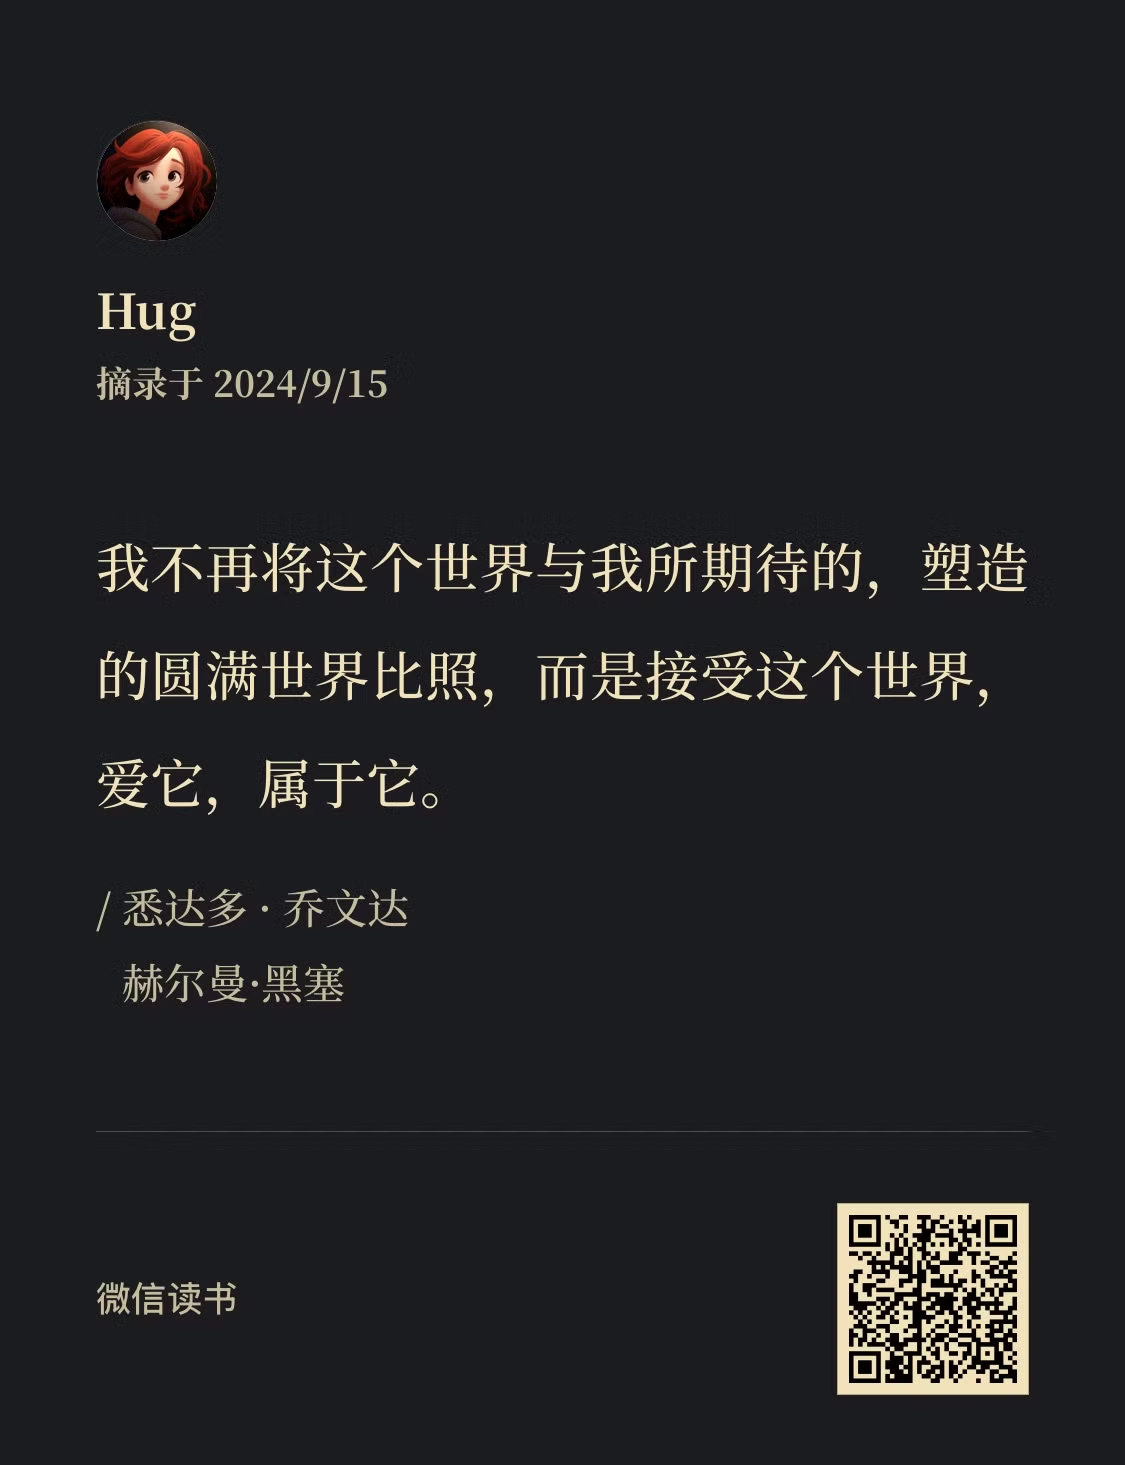 Hug
摘录于 2024/9/15
我不再将这个世界与我所期待的，塑造
的圆满世界比照，而是接受这个世界，
爱它，属于它。
/ 悉达多 · 乔文达
赫尔曼·黑塞
微信读书